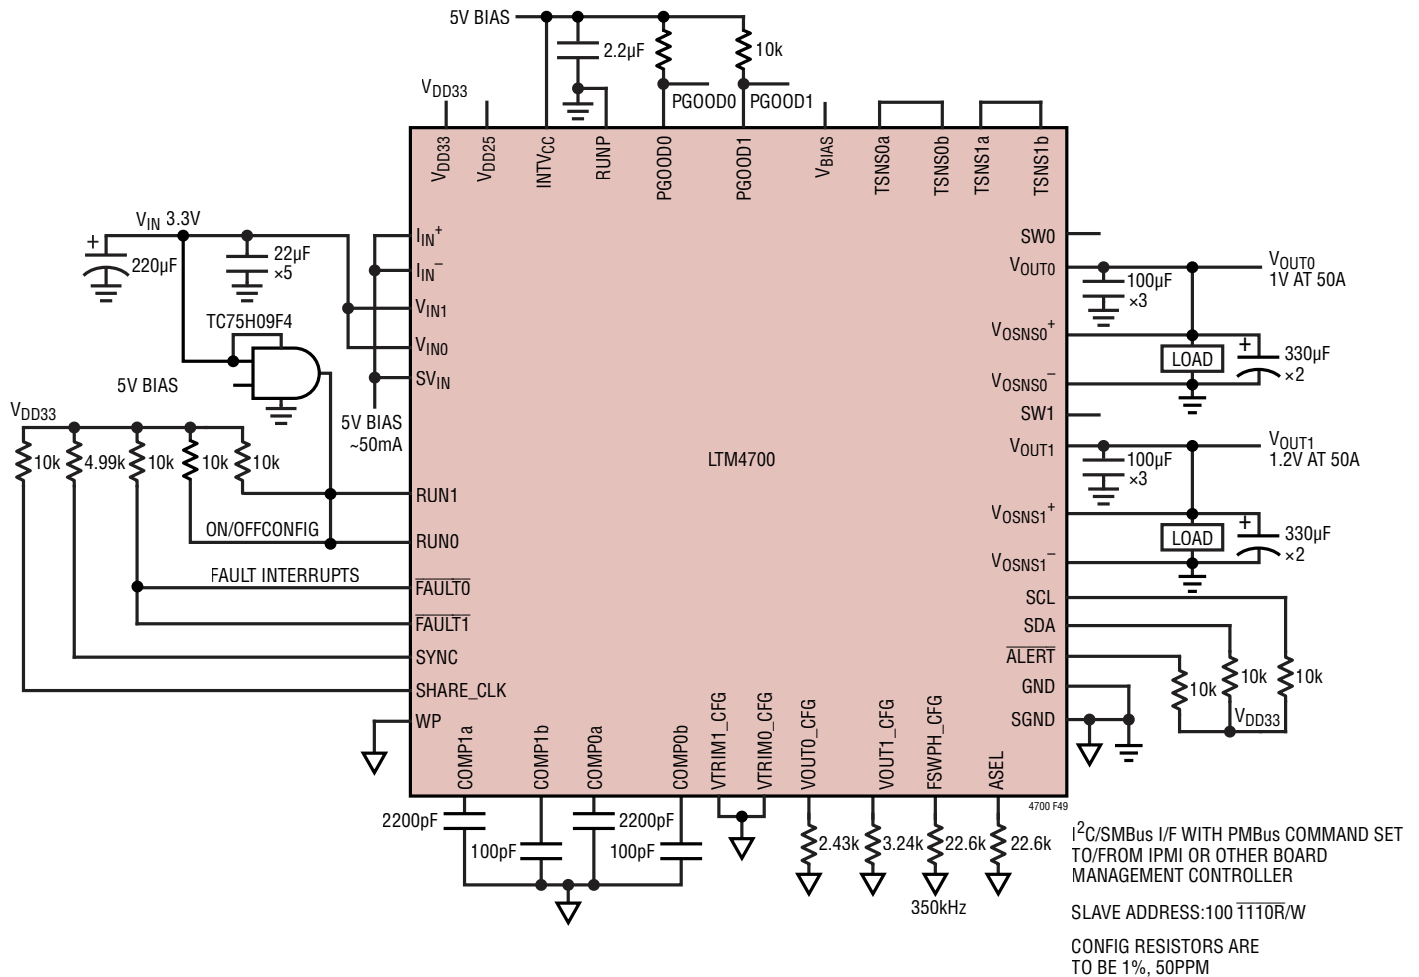 5V BIAS
2.2µF
10k
PGOOD0
PGOOD1
VDD33
VDD33
VDD25
INTVCC
RUNP
PGOOD0
PGOOD1
VBIAS
TSNS0a
TSNS0b
TSNS1a
TSNS1b
VIN 3.3V
+
220µF
22µF
×5
IIN+
IIN–
VIN1
VIN0
SVIN
TC75H09F4
5V BIAS
5V BIAS
~50mA
VDD33
10k
4.99k
10k
10k
10k
RUN1
ON/OFFCONFIG
RUN0
FAULT INTERRUPTS
FAULT0
FAULT1
SYNC
SHARE_CLK
WP
LTM4700
SW0
VOUT0
100µF
×3
VOUT0
1V AT 50A
VOSNS0+
LOAD
+
330µF
×2
VOSNS0–
SW1
VOUT1
100µF
×3
VOUT1
1.2V AT 50A
VOSNS1+
LOAD
+
330µF
×2
VOSNS1–
SCL
SDA
ALERT
GND
SGND
10k
10k
10k
VDD33
COMP1a
COMP1b
COMP0a
COMP0b
VTRIM1_CFG
VTRIM0_CFG
VOUT0_CFG
VOUT1_CFG
FSWPH_CFG
ASEL
4700 F49
2200pF
100pF
2200pF
100pF
2.43k
3.24k
22.6k
22.6k
350kHz
I2C/SMBus I/F WITH PMBus COMMAND SET
TO/FROM IPMI OR OTHER BOARD
MANAGEMENT CONTROLLER
SLAVE ADDRESS:100 1110R/W
CONFIG RESISTORS ARE
TO BE 1%, 50PPM